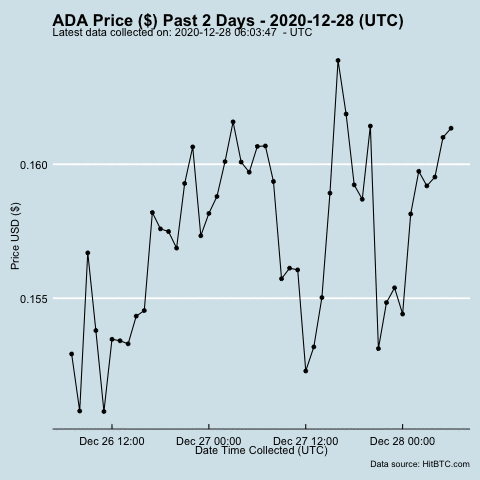 ADA Price ($) Past 2 Days - 2020-12-28 (UTC)
Latest data collected on: 2020-12-28 06:03:47 - UTC
0.160
Price USD ($)
0.155
Dec 26 12:00 Dec 27 00:00 Dec 27 12:00 Dec 28 00:00
Date Time Collected (UTC)
Data source: HitBTC.com